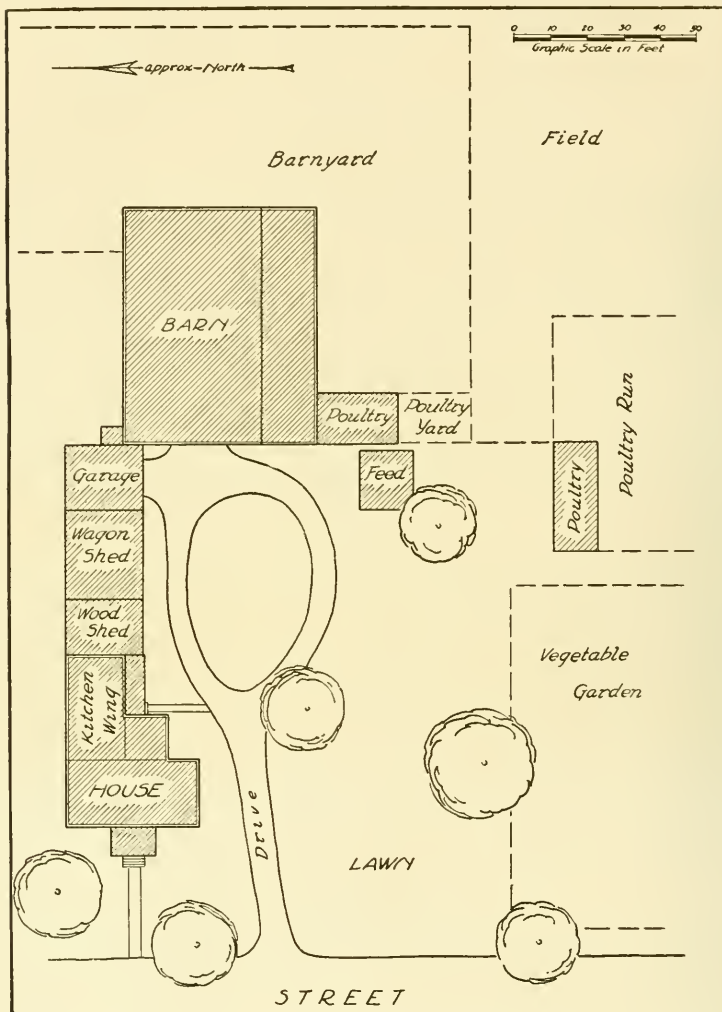 0 10 20 30 40 50
Graphic Scale in Feet
approx-North
Barnyard
Field
BARN
Poultry
Poultry
Yard
Poultry Run
Garage
Feed
Poultry
Wagon
Shed
Wood
Shed
Vegetable
Garden
Kitchen
Wing
HOUSE
Drive
LAWN
STREET